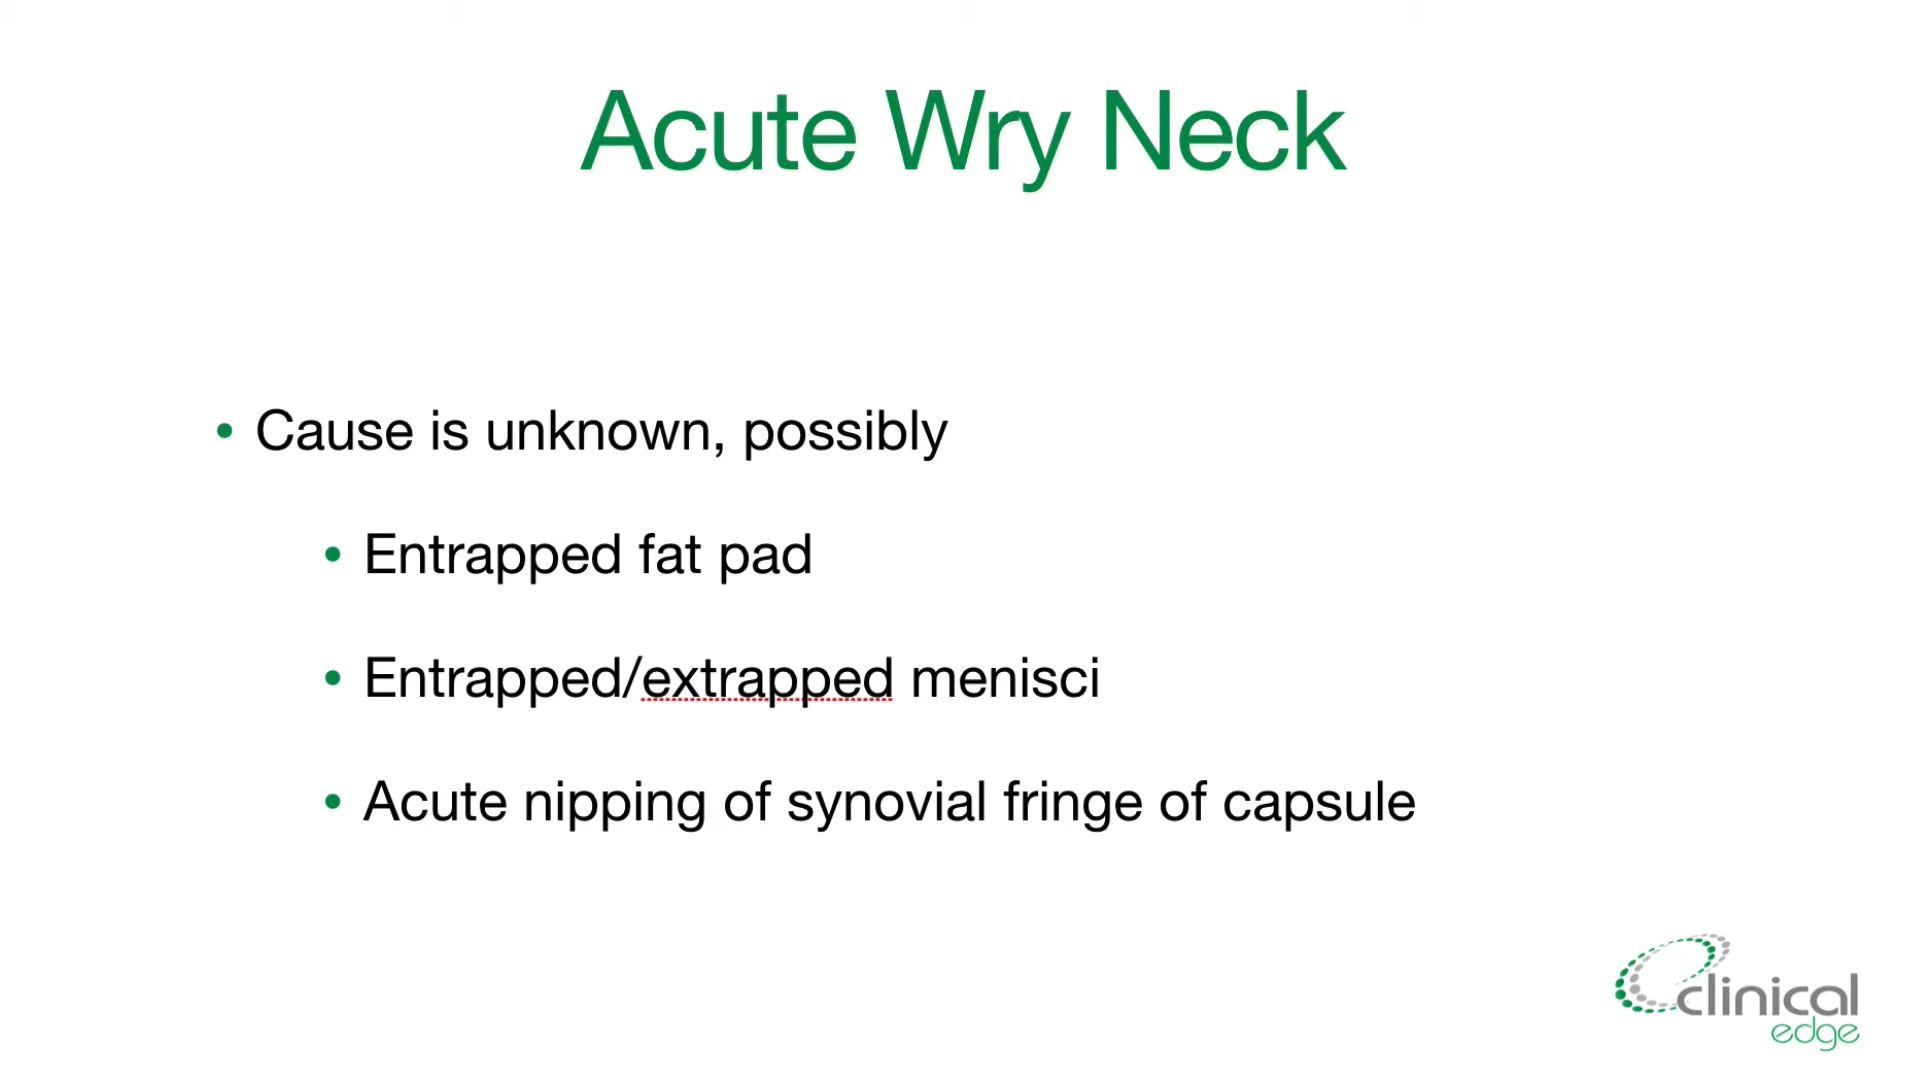 Acute Wry Neck
• Cause is unknown, possibly
• Entrapped fat pad
• Entrapped/extrapped menisci
• Acute nipping of synovial fringe of capsule
clinical
edge